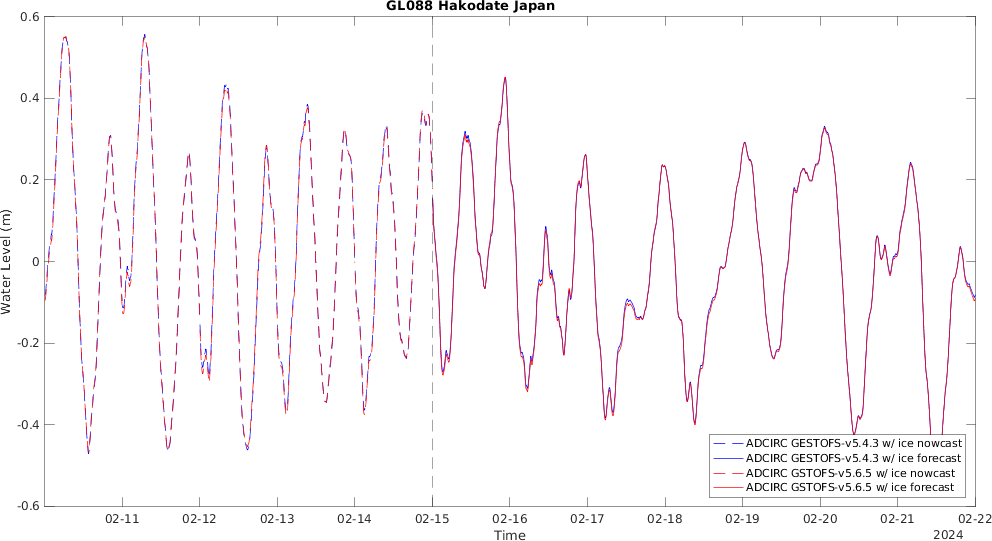 GL088 Hakodate Japan
0.6
0.4
0.2
0
-0.2
-0.4
-0.6
Water Level (m)
02-11
02-12
02-13
02-14
02-15
02-16
02-17
02-18
02-19
02-20
02-21
02-22
Time
2024
ADCIRC GESTOFS-v5.4.3 w/ ice nowcast
ADCIRC GESTOFS-v5.4.3 w/ ice forecast
ADCIRC GSTOFS-v5.6.5 w/ ice nowcast
ADCIRC GSTOFS-v5.6.5 w/ ice forecast